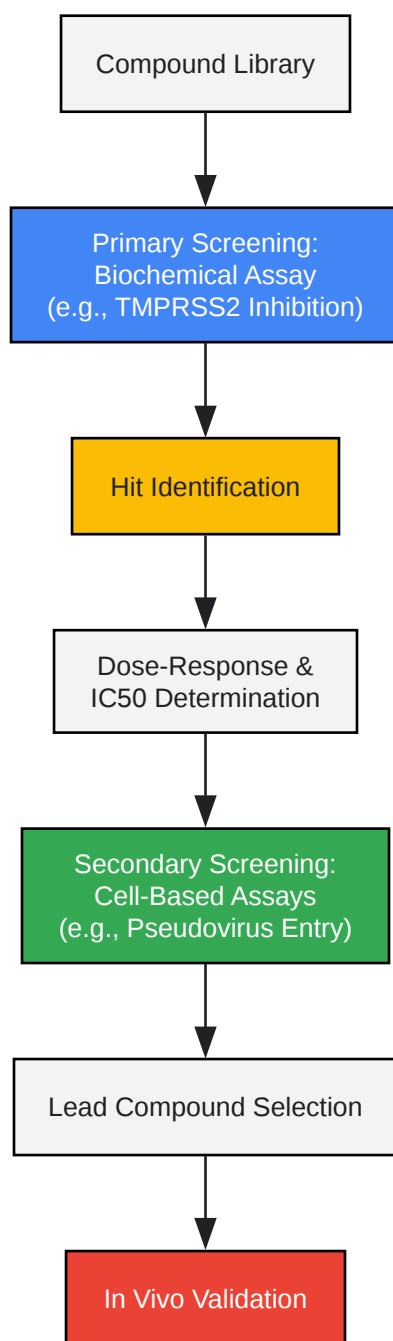 Compound Library
Primary Screening:
Biochemical Assay
(e.g., TMPRSS2 Inhibition)
Hit Identification
Dose-Response &
IC50 Determination
Secondary Screening:
Cell-Based Assays
(e.g., Pseudovirus Entry)
Lead Compound Selection
In Vivo Validation